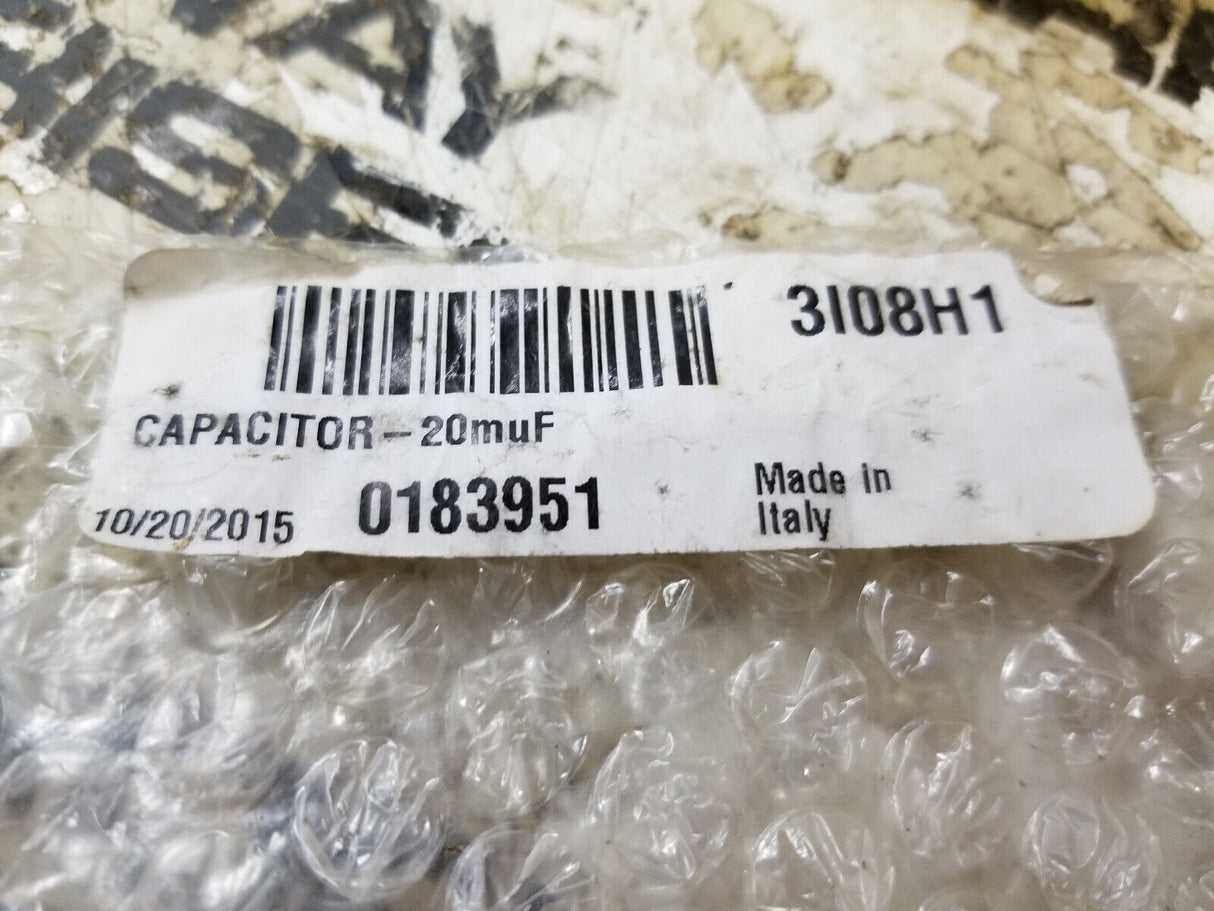 3I08H1
CAPACITOR-20muF
10/20/2015 0183951
Made in
Italy